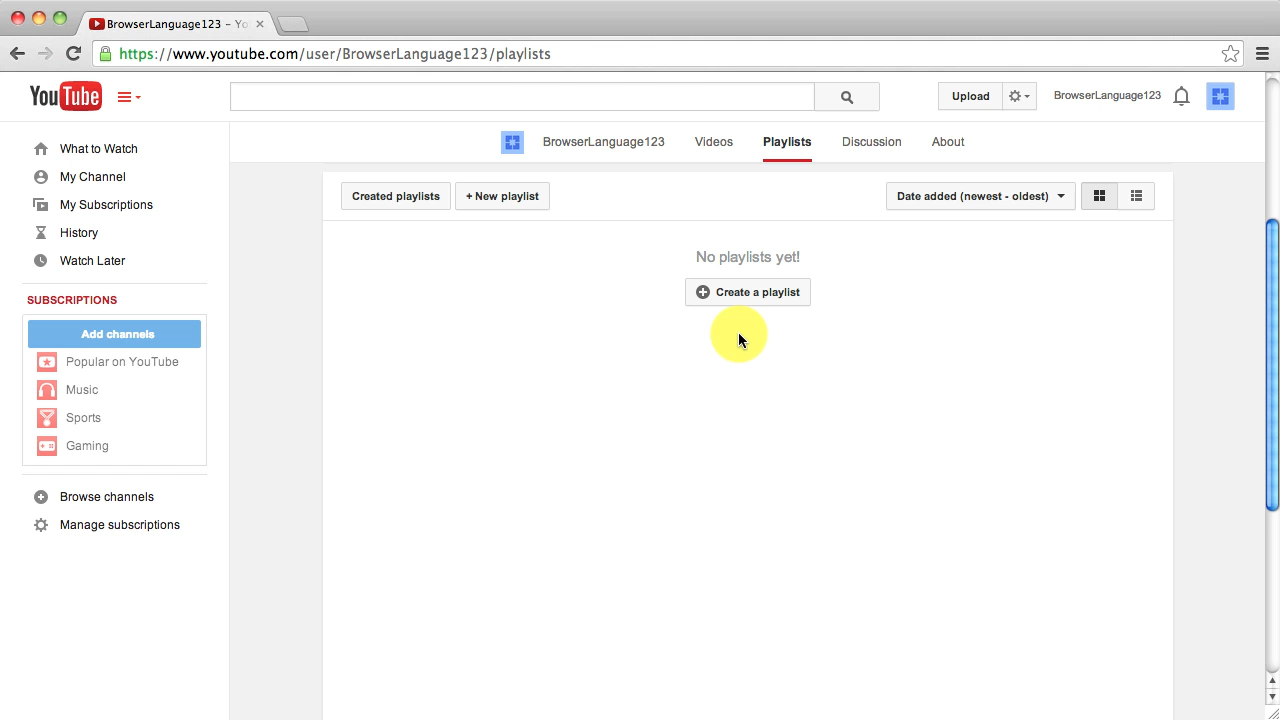 BrowserLanguage123 - Yo
https://www.youtube.com/user/BrowserLanguage123/playlists
YouTube
Upload
BrowserLanguage123
BrowserLanguage123
Videos
Playlists
Discussion
About
What to Watch
My Channel
My Subscriptions
History
Watch Later
SUBSCRIPTIONS
Add channels
Popular on YouTube
Music
Sports
Gaming
Browse channels
Manage subscriptions
Created playlists
+ New playlist
Date added (newest - oldest)
No playlists yet!
Create a playlist